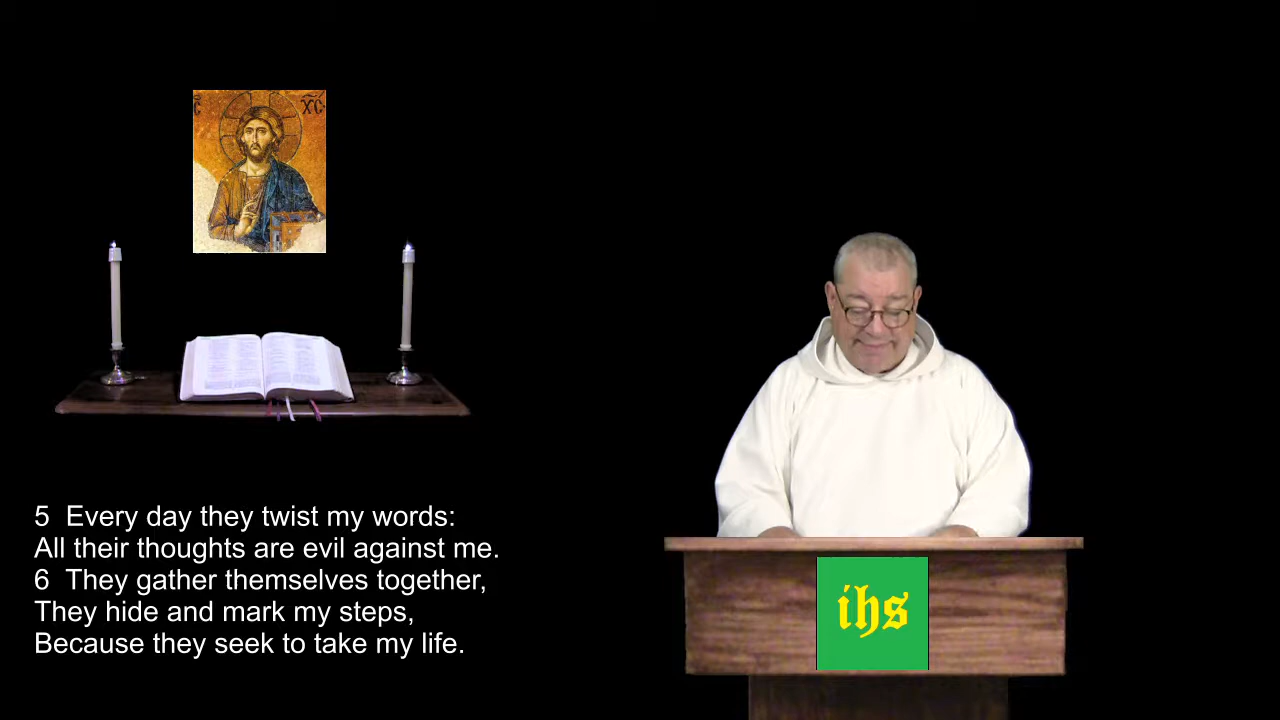 C XC
5 Every day they twist my words:
All their thoughts are evil against me.
6 They gather themselves together,
They hide and mark my steps,
Because they seek to take my life.
ihs